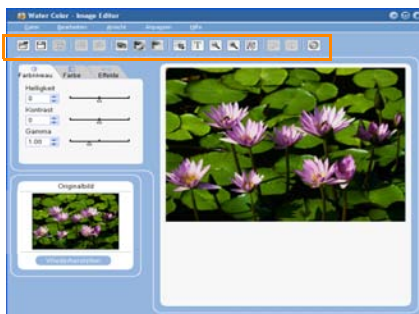 Water Color - Image Editor
Datei Bearbeiten Ansicht Anpassen Hilfe
T
Farbniveau Farbe Effekte
Helligkeit
0
Kontrast
0
Gamma
1.00
Originalbild
Wiederherstellen